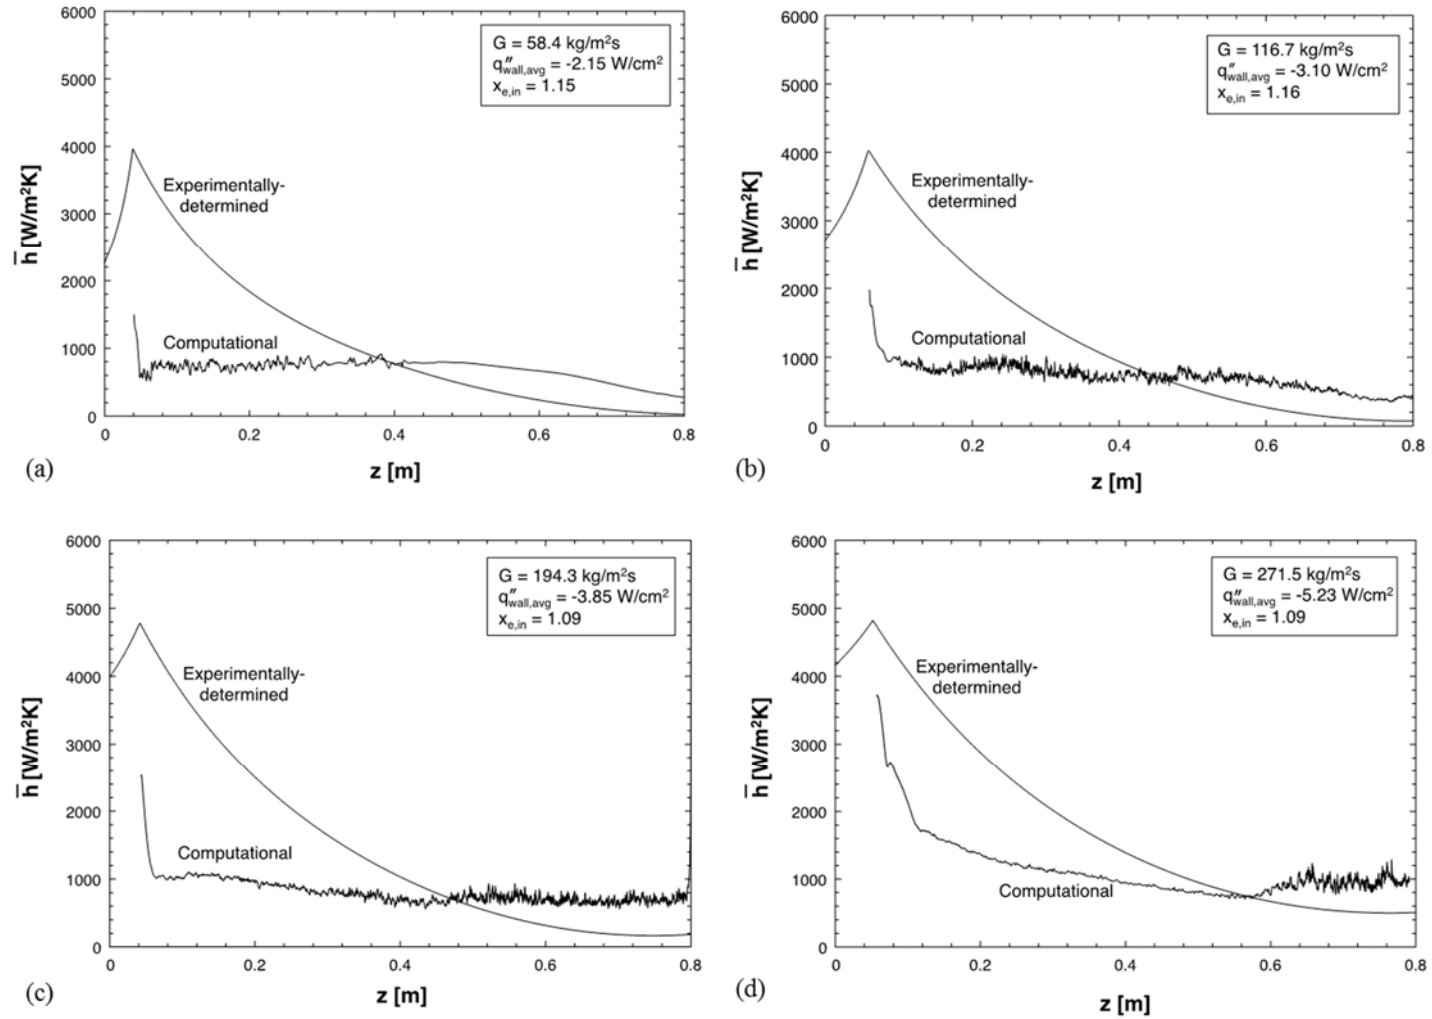 6000
5000
4000
3000
2000
1000
0
h [W/m²K]
G = 58.4 kg/m²s
q″wall,avg = -2.15 W/cm²
xe,in = 1.15
Experimentally-
determined
Computational
0 0.2 0.4 0.6 0.8
z [m]
(a)
6000
5000
4000
3000
2000
1000
0
h [W/m²K]
G = 116.7 kg/m²s
q″wall,avg = -3.10 W/cm²
xe,in = 1.16
Experimentally-
determined
Computational
0 0.2 0.4 0.6 0.8
z [m]
(b)
6000
5000
4000
3000
2000
1000
0
h [W/m²K]
G = 194.3 kg/m²s
q″wall,avg = -3.85 W/cm²
xe,in = 1.09
Experimentally-
determined
Computational
0 0.2 0.4 0.6 0.8
z [m]
(c)
6000
5000
4000
3000
2000
1000
0
h [W/m²K]
G = 271.5 kg/m²s
q″wall,avg = -5.23 W/cm²
xe,in = 1.09
Experimentally-
determined
Computational
0 0.2 0.4 0.6 0.8
z [m]
(d)